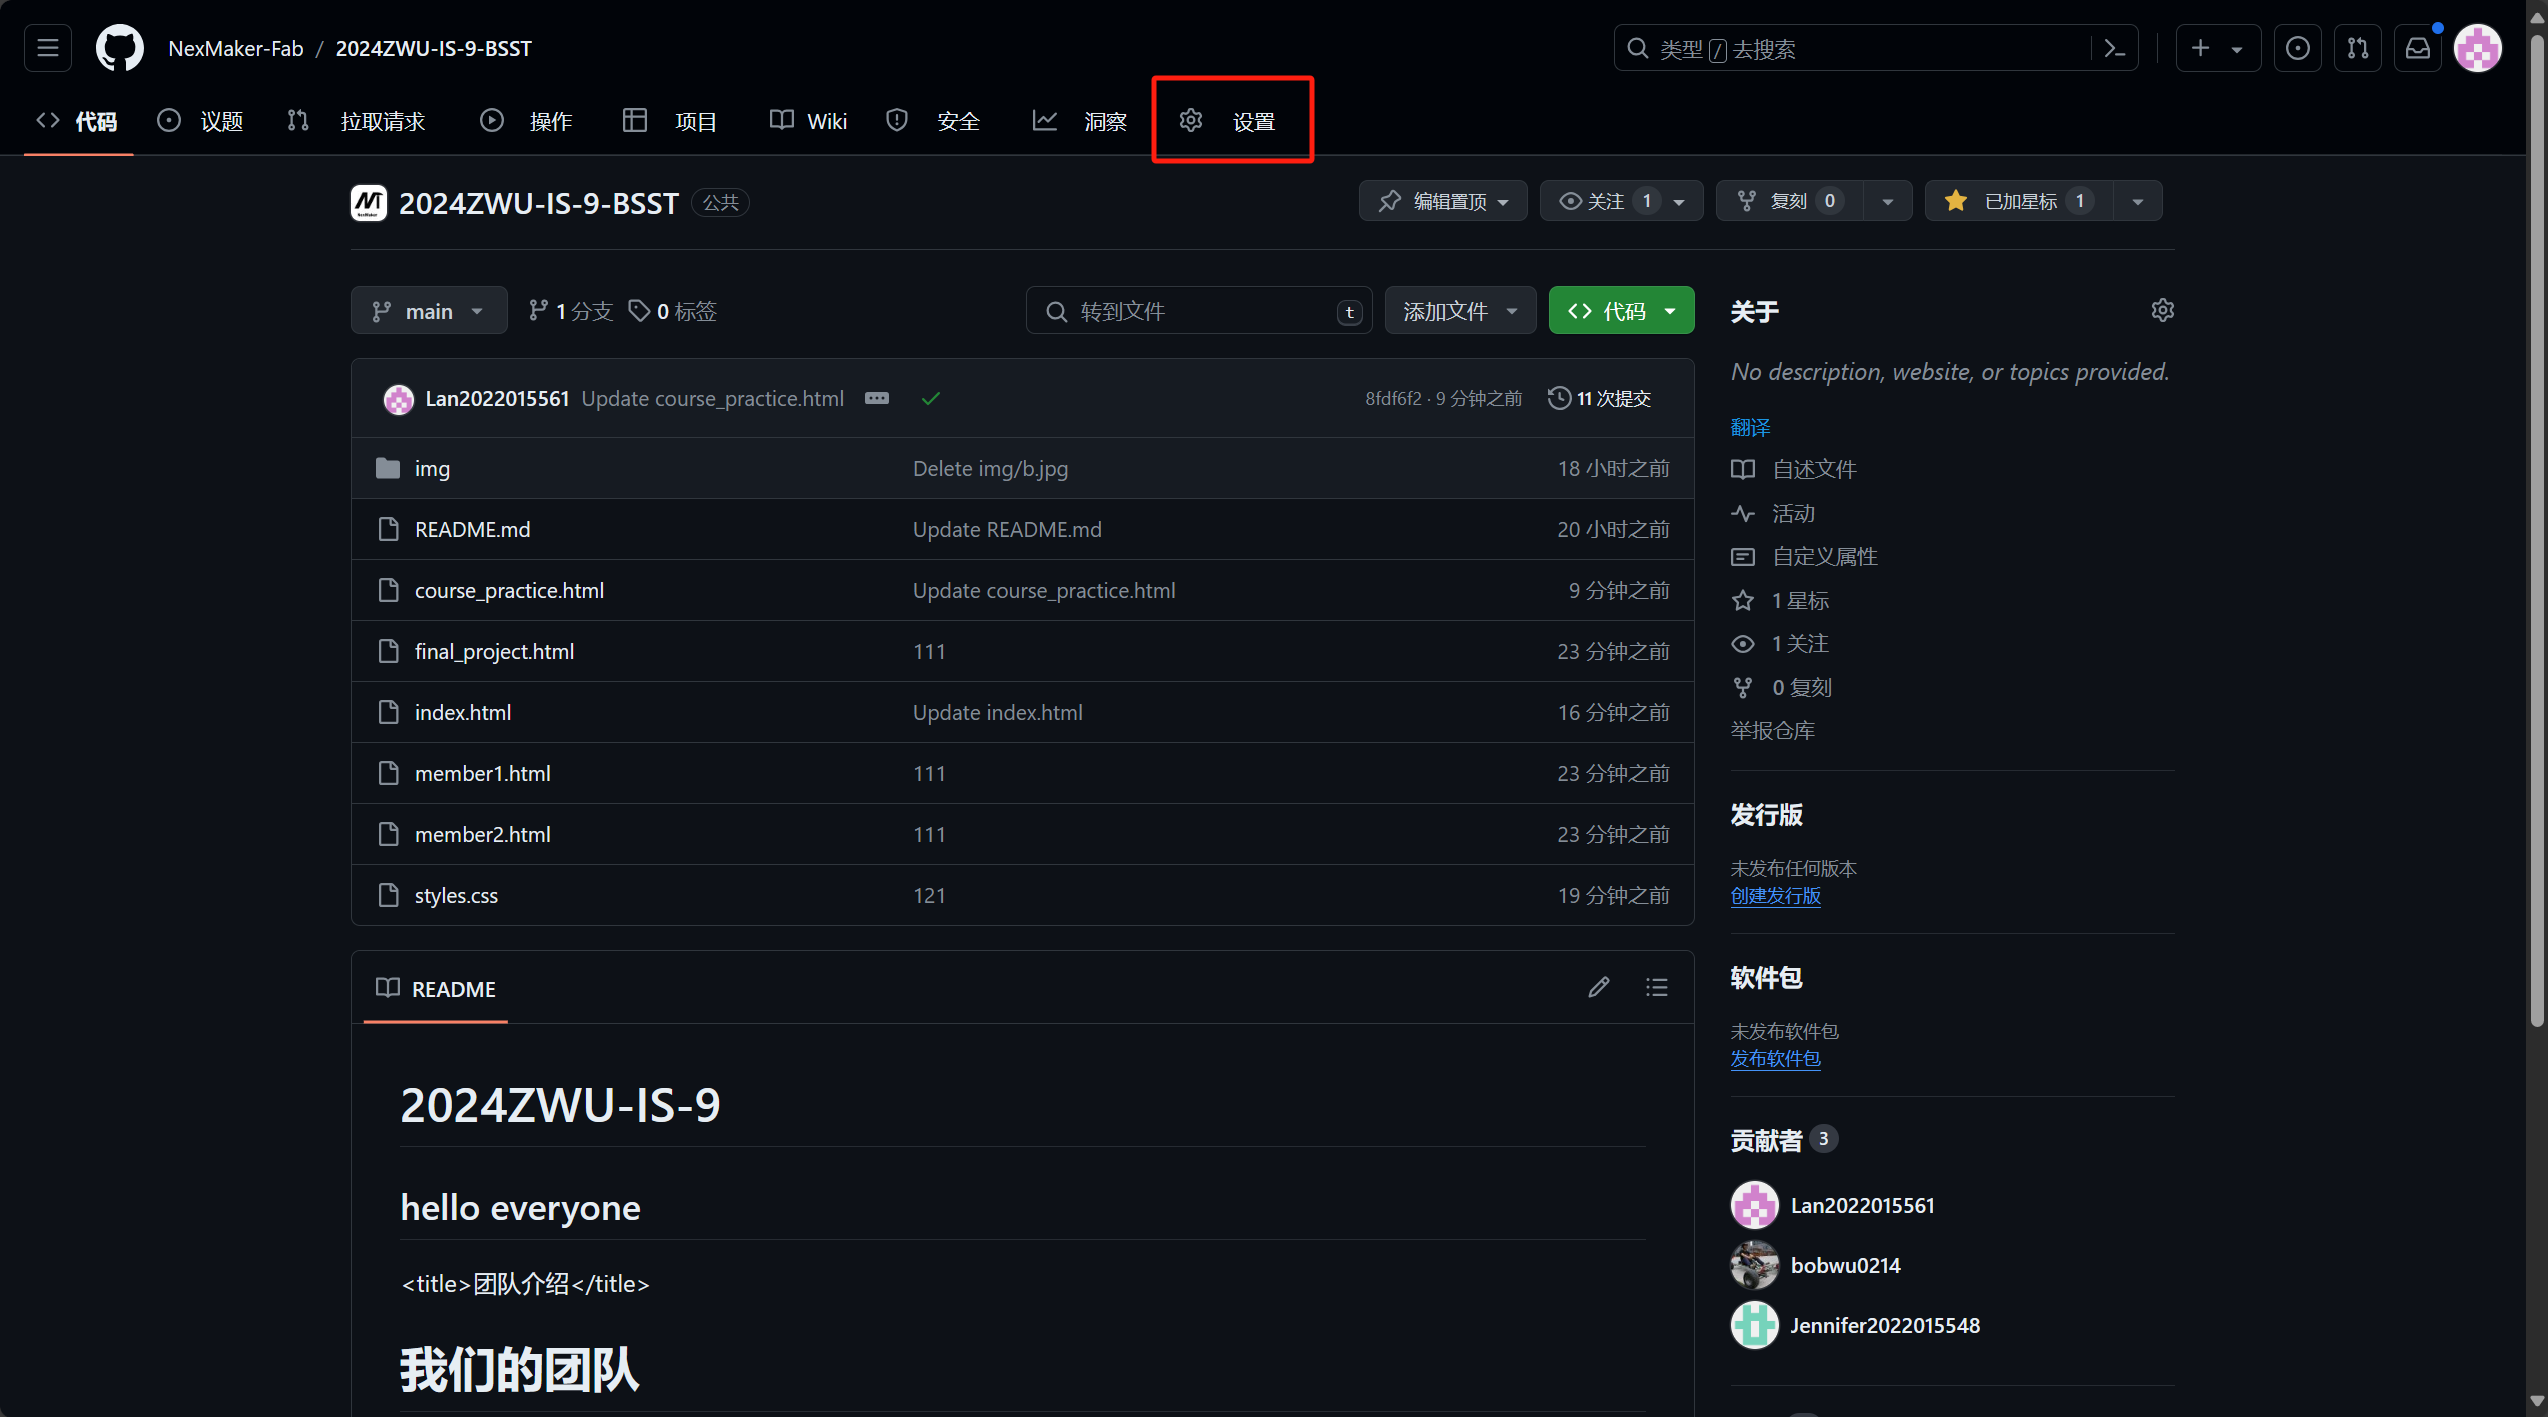 NexMaker-Fab / 2024ZWU-IS-9-BSST
类型 / 去搜索
代码 议题 拉取请求 操作 项目 Wiki 安全 洞察 设置
2024ZWU-IS-9-BSST 公共
编辑置顶 关注 1 复刻 0 已加星标 1
main 1 分支 0 标签 转到文件 t 添加文件 代码
Lan2022015561 Update course_practice.html 8fdf6f2 · 9 分钟之前 11 次提交
img Delete img/b.jpg 18 小时之前
README.md Update README.md 20 小时之前
course_practice.html Update course_practice.html 9 分钟之前
final_project.html 111 23 分钟之前
index.html Update index.html 16 分钟之前
member1.html 111 23 分钟之前
member2.html 111 23 分钟之前
styles.css 121 19 分钟之前
README
2024ZWU-IS-9
hello everyone
<title>团队介绍</title>
我们的团队
关于
No description, website, or topics provided.
翻译
自述文件
活动
自定义属性
1 星标
1 关注
0 复刻
举报仓库
发行版
未发布任何版本
创建发行版
软件包
未发布软件包
发布软件包
贡献者 3
Lan2022015561
bobwu0214
Jennifer2022015548